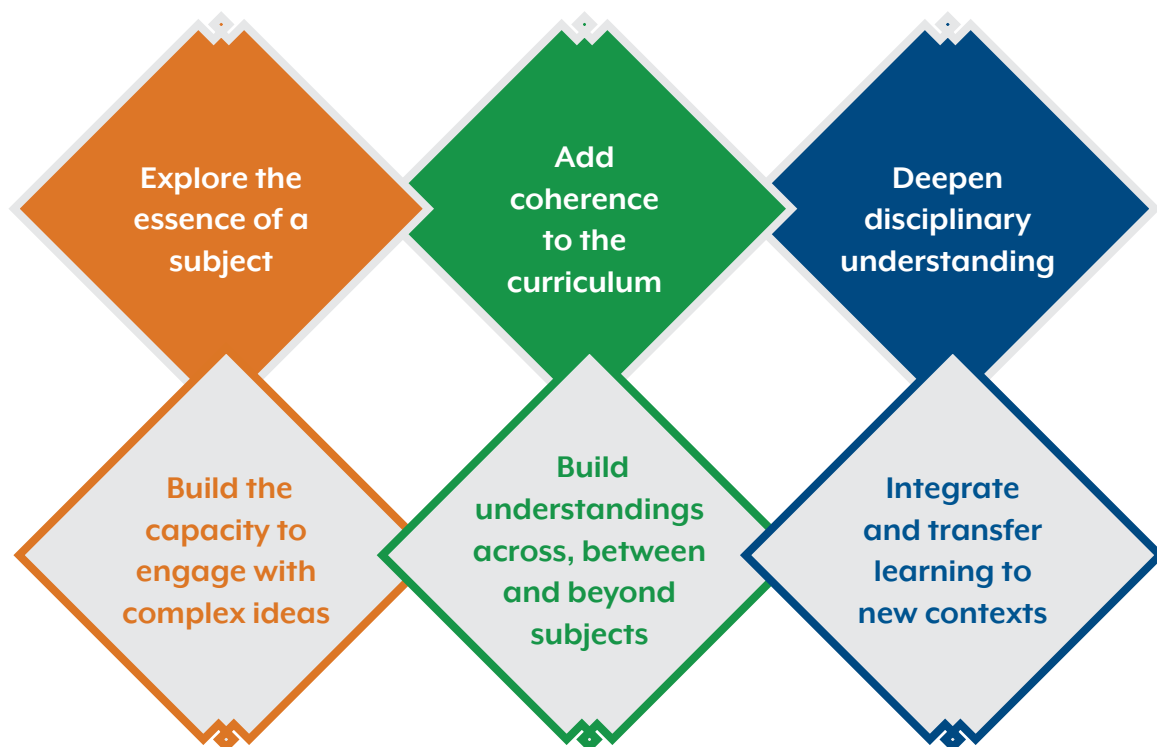 Explore the
essence of a
subject
Add
coherence
to the
curriculum
Deepen
disciplinary
understanding
Build the
capacity to
engage with
complex ideas
Build
understandings
across, between
and beyond
subjects
Integrate
and transfer
learning to
new contexts